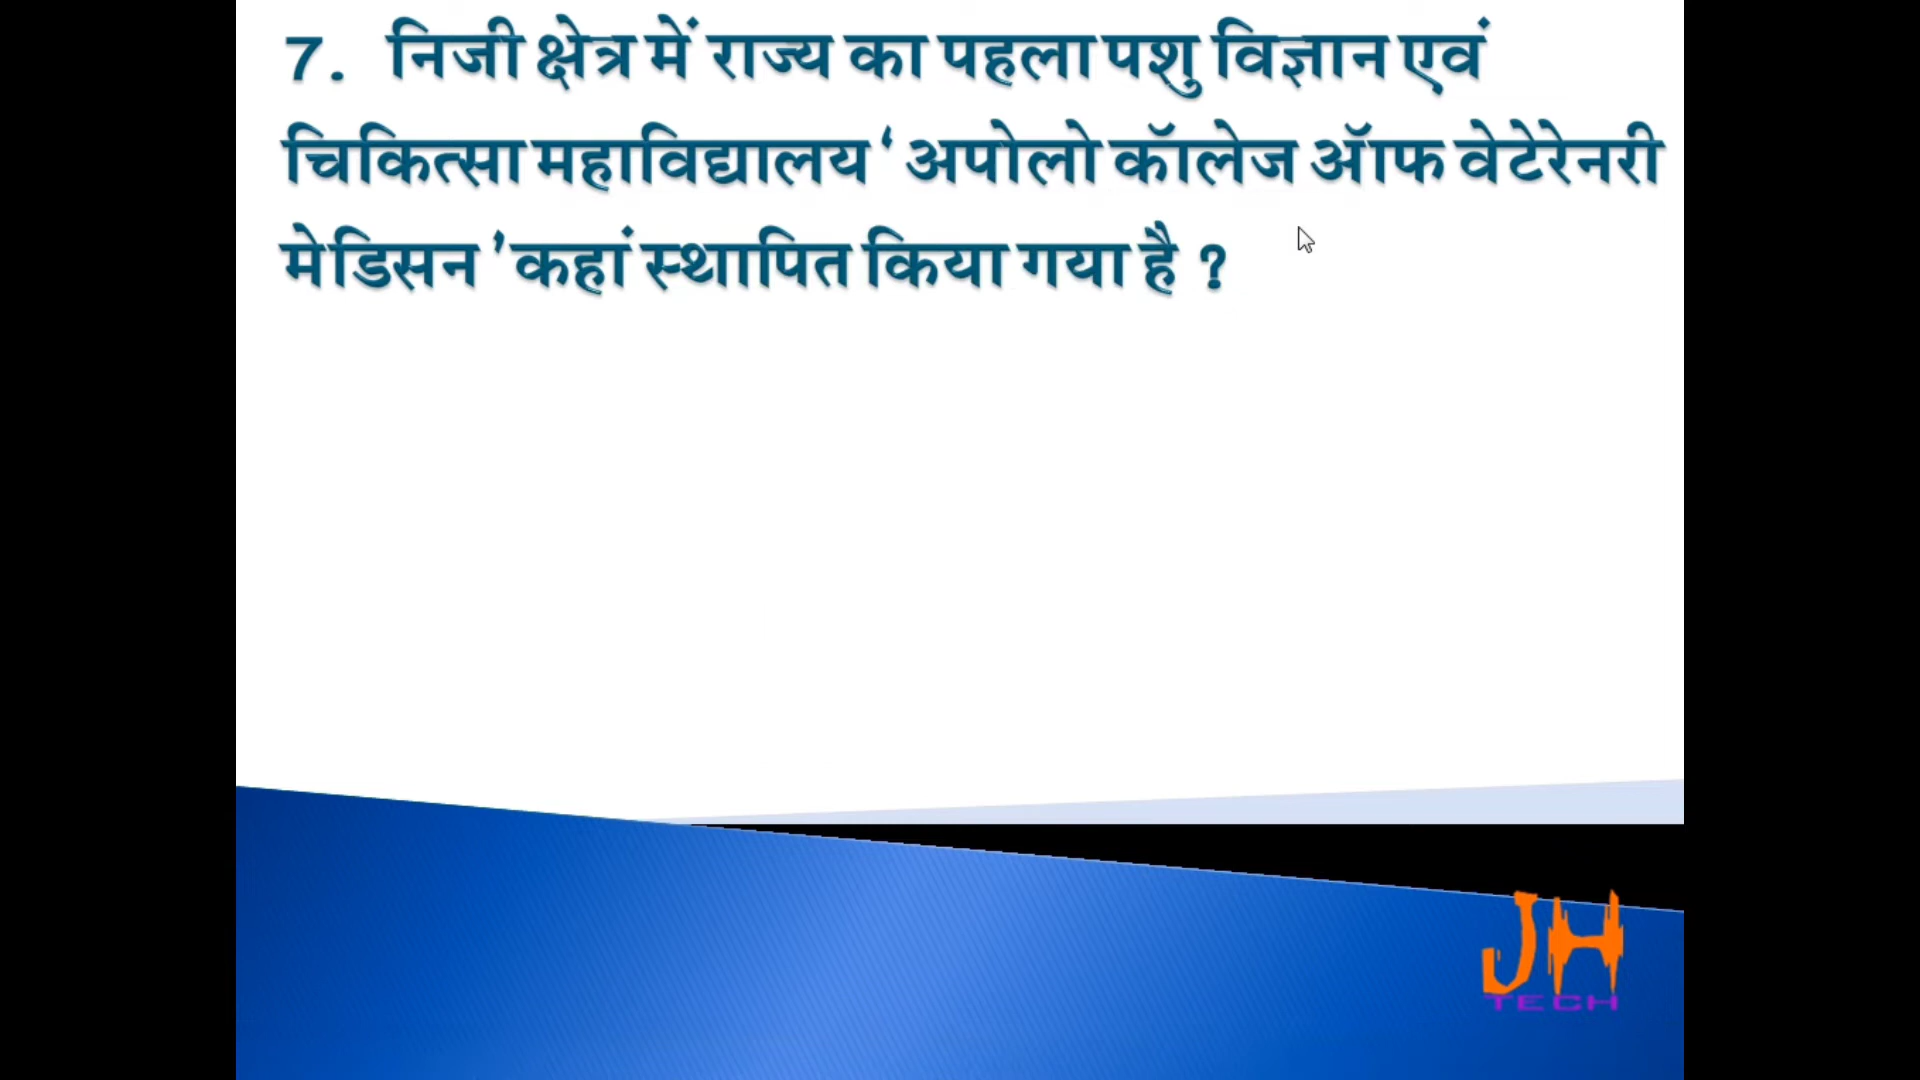 7. निजी क्षेत्र में राज्य का पहला पशु विज्ञान एवं
चिकित्सा महाविद्यालय ‘ अपोलो कॉलेज ऑफ वेटेरेनरी
मेडिसन ’ कहां स्थापित किया गया है ?
JH
TECH